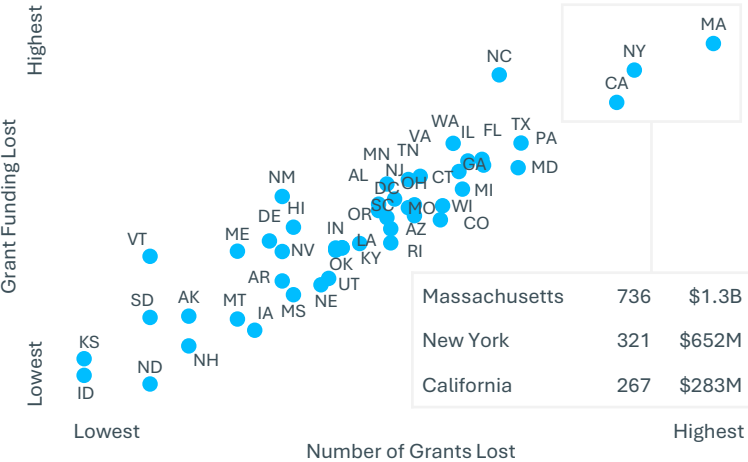 Highest
Grant Funding Lost
Lowest
MA
NY
NC
CA
WA
IL
FL
TX
PA
VA
TN
MN
NJ
AL
CT
GA
MD
DC
OH
MI
NM
HI
DE
OR
SC
MO
WI
CO
ME
VT
IN
LA
AZ
NV
OK
KY
RI
AR
UT
NE
MS
SD
AK
MT
IA
KS
NH
ND
ID
Massachusetts 736 $1.3B
New York 321 $652M
California 267 $283M
Lowest
Highest
Number of Grants Lost